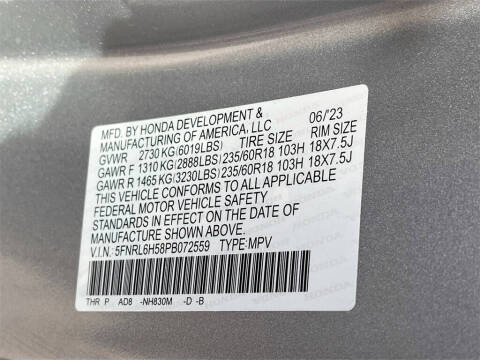 MFD. BY HONDA DEVELOPMENT & 06/'23
MANUFACTURING OF AMERICA, LLC
GVWR 2730 KG(6019LBS) TIRE SIZE RIM SIZE
GAWR F 1310 KG(2888LBS) 235/60R18 103H 18X7.5J
GAWR R 1465 KG(3230LBS) 235/60R18 103H 18X7.5J
THIS VEHICLE CONFORMS TO ALL APPLICABLE
FEDERAL MOTOR VEHICLE SAFETY
STANDARDS IN EFFECT ON THE DATE OF
MANUFACTURE SHOWN ABOVE.
V.I.N.: 5FNRL6H58PB072559 TYPE: MPV
THR P AD8 -NH830M -D -B